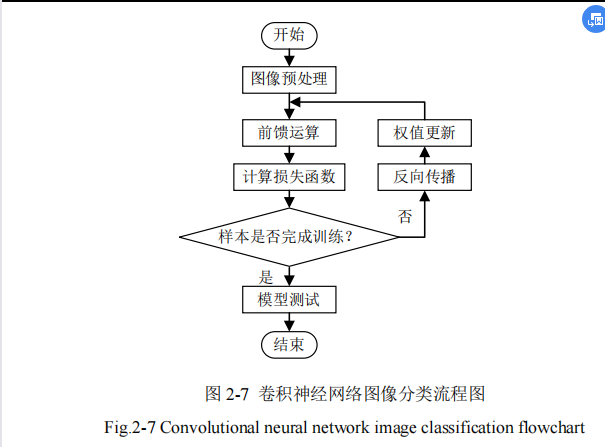 开始
图像预处理
前馈运算
权值更新
计算损失函数
反向传播
否
样本是否完成训练？
是
模型测试
结束
图 2-7 卷积神经网络图像分类流程图
Fig.2-7 Convolutional neural network image classification flowchart